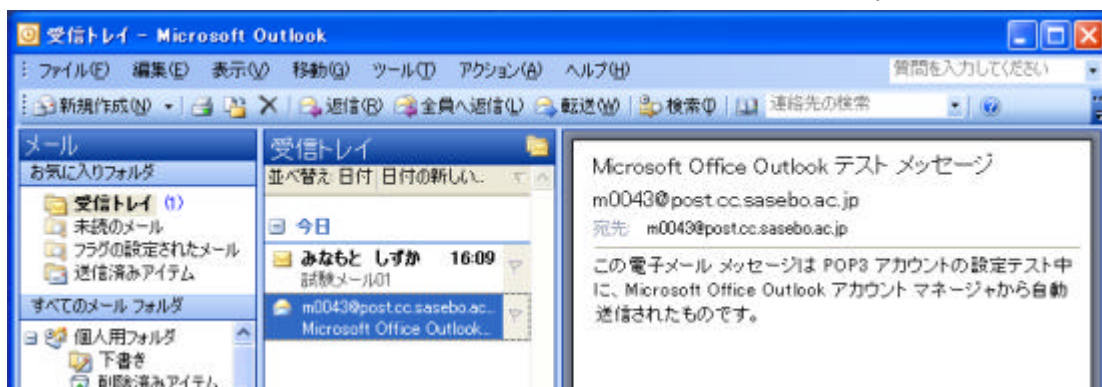 受信トレイ - Microsoft Outlook
ファイル(F) 編集(E) 表示(V) 移動(G) ツール(T) アクション(A) ヘルプ(H) 質問を入力してください
新規作成(N) 返信(R) 全員へ返信(L) 転送(W) 検索(I) 連絡先の検索
メール
お気に入りフォルダ
受信トレイ (1)
未読のメール
フラグの設定されたメール
送信済みアイテム
すべてのメール フォルダ
個人用フォルダ
下書き
削除済みアイテム
受信トレイ
並べ替え: 日付 日付の新しい..
今日
みなもと しずか 16:09
試験メール01
m0043@post.cc.sasebo.ac...
Microsoft Office Outlook...
Microsoft Office Outlook テスト メッセージ
m0043@post.cc.sasebo.ac.jp
宛先: m0043@post.cc.sasebo.ac.jp
この電子メール メッセージは POP3 アカウントの設定テスト中
に、Microsoft Office Outlook アカウント マネージャから自動
送信されたものです。